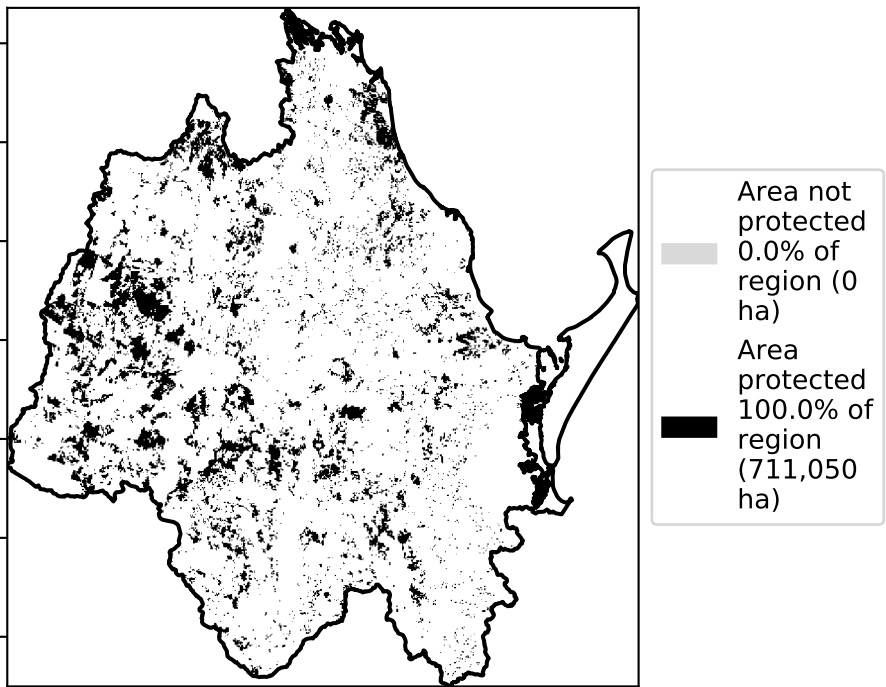 Area not
protected
0.0% of
region (0
ha)
Area
protected
100.0% of
region
(711,050
ha)